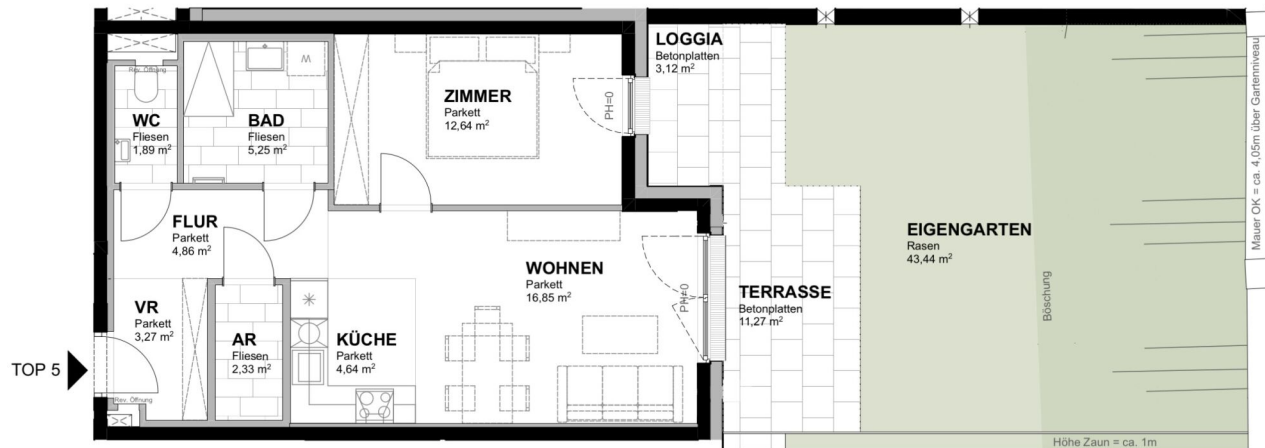 Rev. Öffnung
WC
Fliesen
1,89 m²
BAD
Fliesen
5,25 m²
W
ZIMMER
Parkett
12,64 m²
PH=0
LOGGIA
Betonplatten
3,12 m²
FLUR
Parkett
4,86 m²
VR
Parkett
3,27 m²
AR
Fliesen
2,33 m²
KÜCHE
Parkett
4,64 m²
WOHNEN
Parkett
16,85 m²
PH=0
TERRASSE
Betonplatten
11,27 m²
EIGENGARTEN
Rasen
43,44 m²
Böschung
Mauer OK = ca. 4,05m über Gartenniveau
TOP 5
Rev. Öffnung
Höhe Zaun = ca. 1m